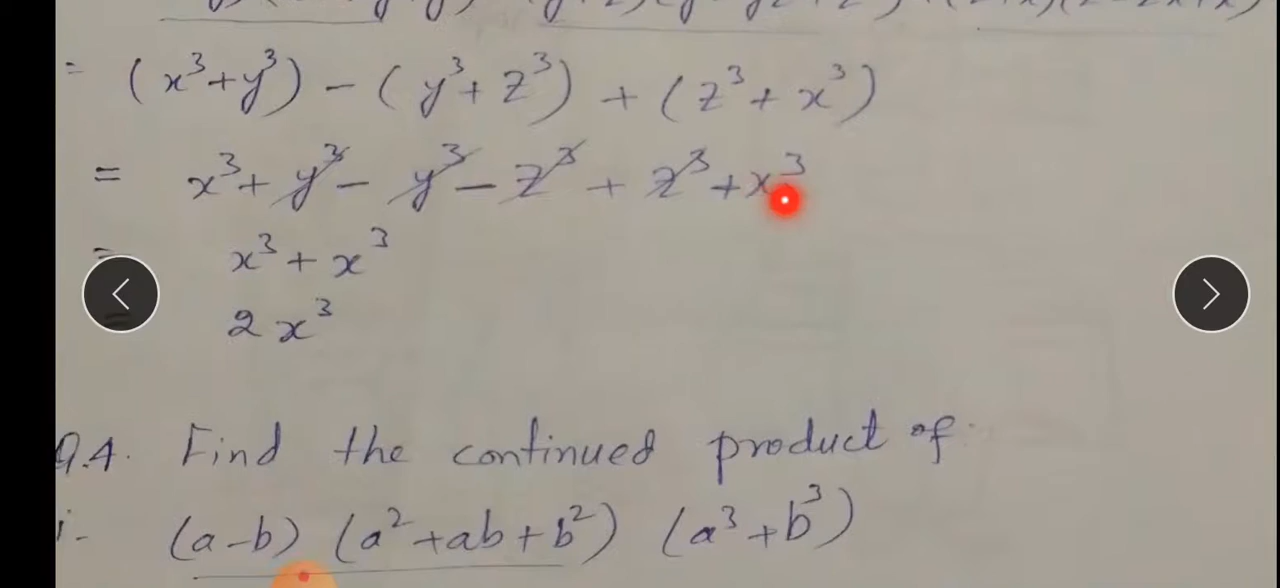 = (x³+y³) - (y³+z³) + (z³+x³)
= x³+ y³- y³- z³ + z³+x³
= x³+x³
= 2x³
Q.4. Find the continued product of
i- (a-b) (a²+ab+b²) (a³+b³)